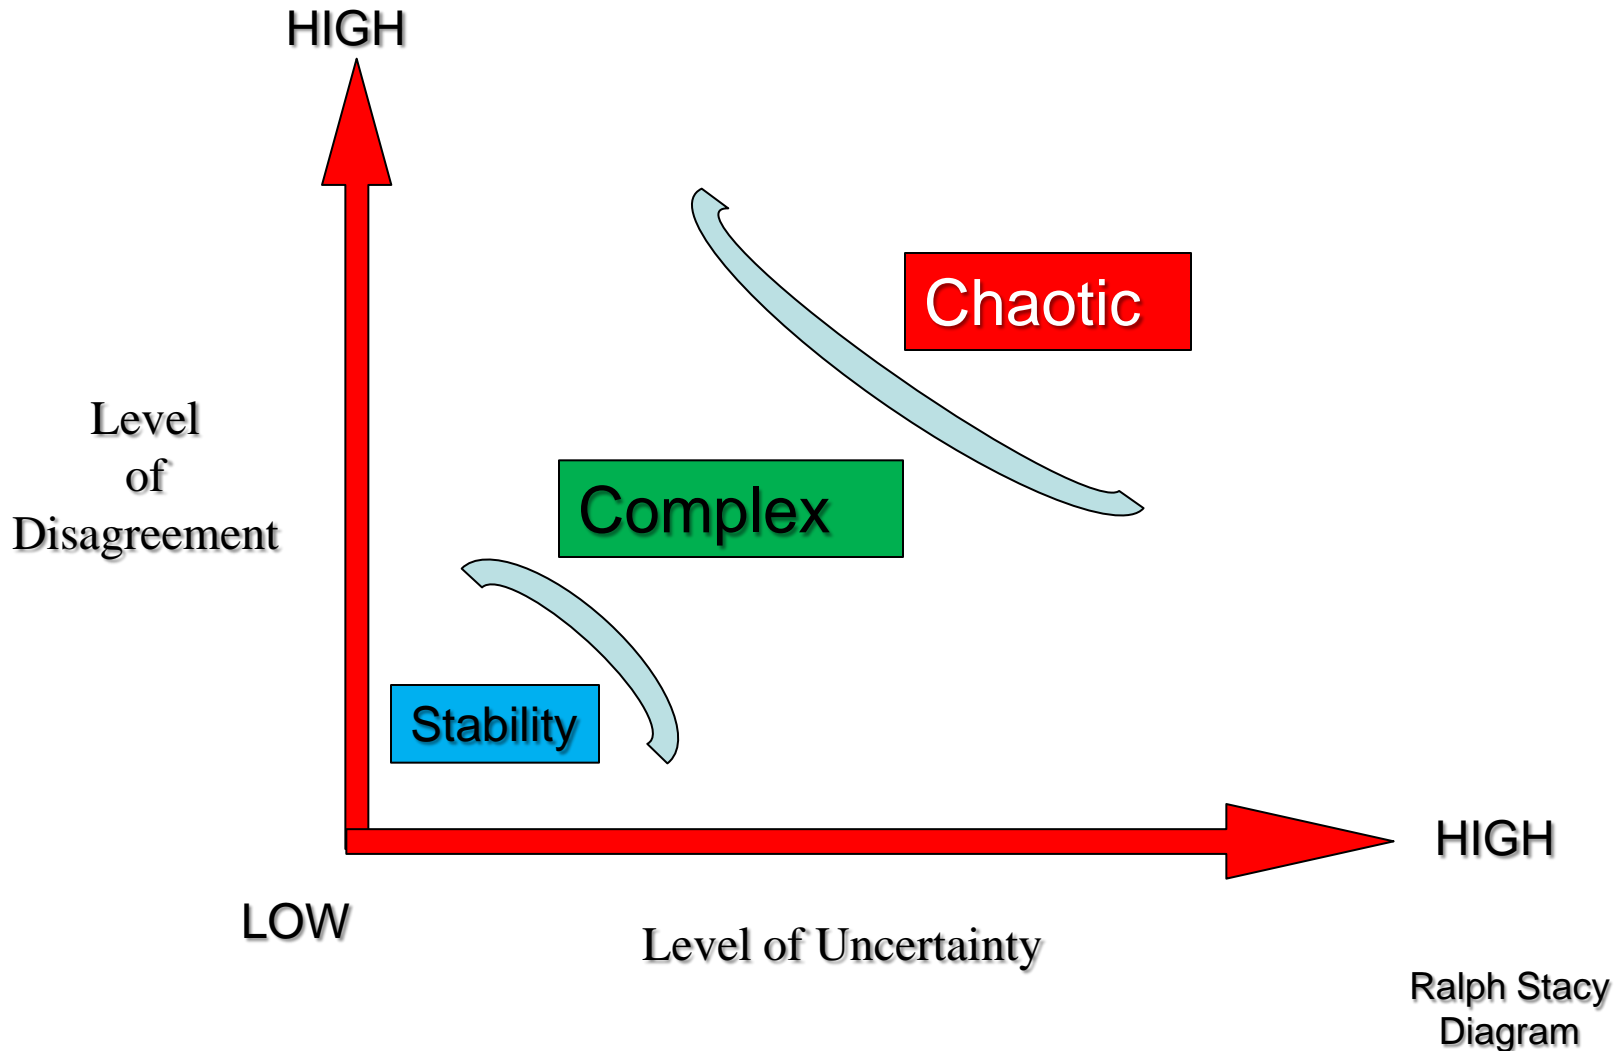 HIGH
Chaotic
Level
of
Disagreement
Complex
Stability
HIGH
LOW
Level of Uncertainty
Ralph Stacy
Diagram